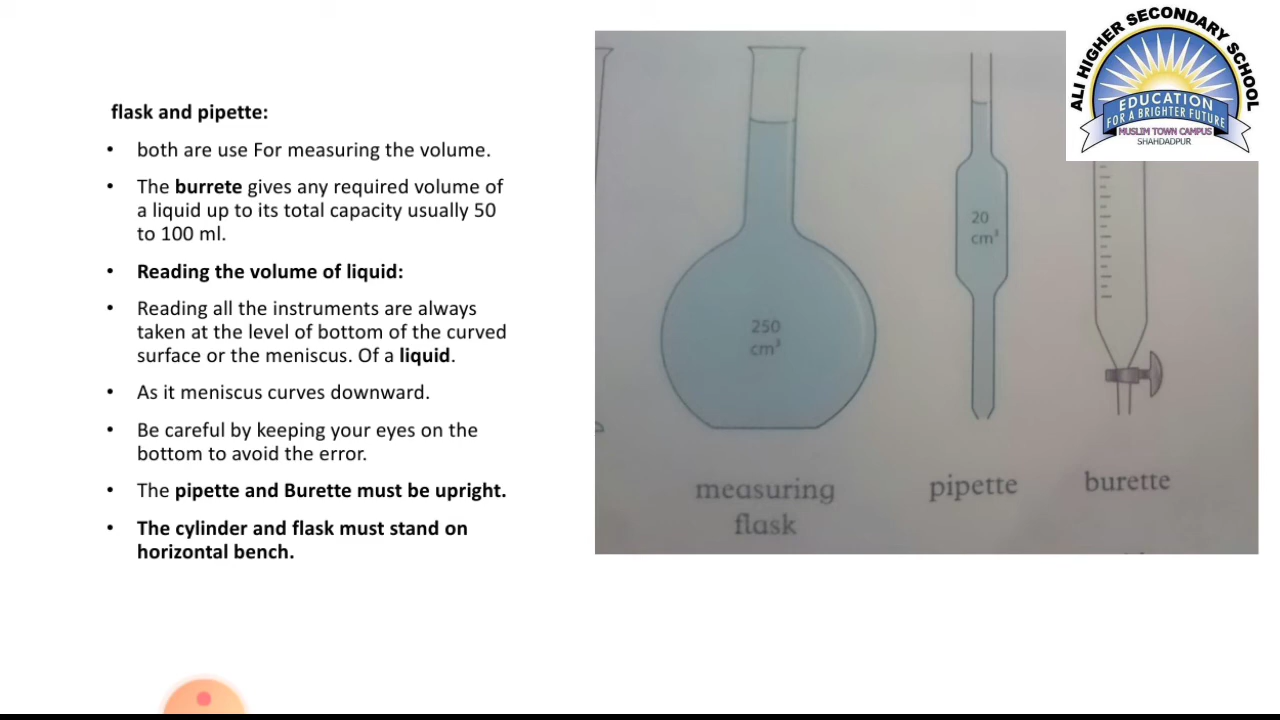 flask and pipette:
• both are use For measuring the volume.
• The burrete gives any required volume of
a liquid up to its total capacity usually 50
to 100 ml.
• Reading the volume of liquid:
• Reading all the instruments are always
taken at the level of bottom of the curved
surface or the meniscus. Of a liquid.
• As it meniscus curves downward.
• Be careful by keeping your eyes on the
bottom to avoid the error.
• The pipette and Burette must be upright.
• The cylinder and flask must stand on
horizontal bench.
250
cm³
20
cm³
measuring
flask
pipette
burette
ALI HIGHER SECONDARY SCHOOL
EDUCATION
FOR A BRIGHTER FUTURE
MUSLIM TOWN CAMPUS
SHAHDADPUR